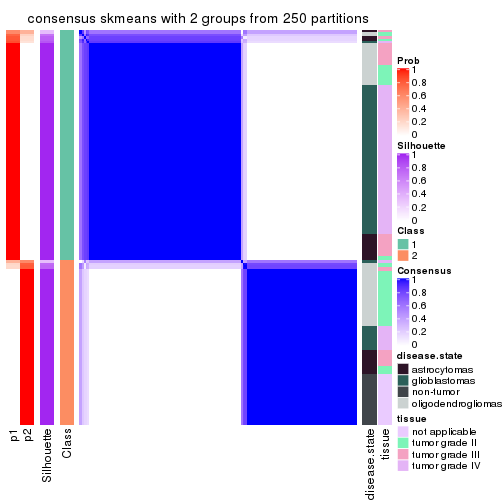 consensus skmeans with 2 groups from 250 partitions
Prob
1
0.8
0.6
0.4
0.2
0
Silhouette
1
0.8
0.6
0.4
0.2
0
Class
1
2
Consensus
1
0.8
0.6
0.4
0.2
0
disease.state
astrocytomas
glioblastomas
non-tumor
oligodendrogliomas
tissue
not applicable
tumor grade II
tumor grade III
tumor grade IV
p1
p2
Silhouette
Class
disease.state
tissue